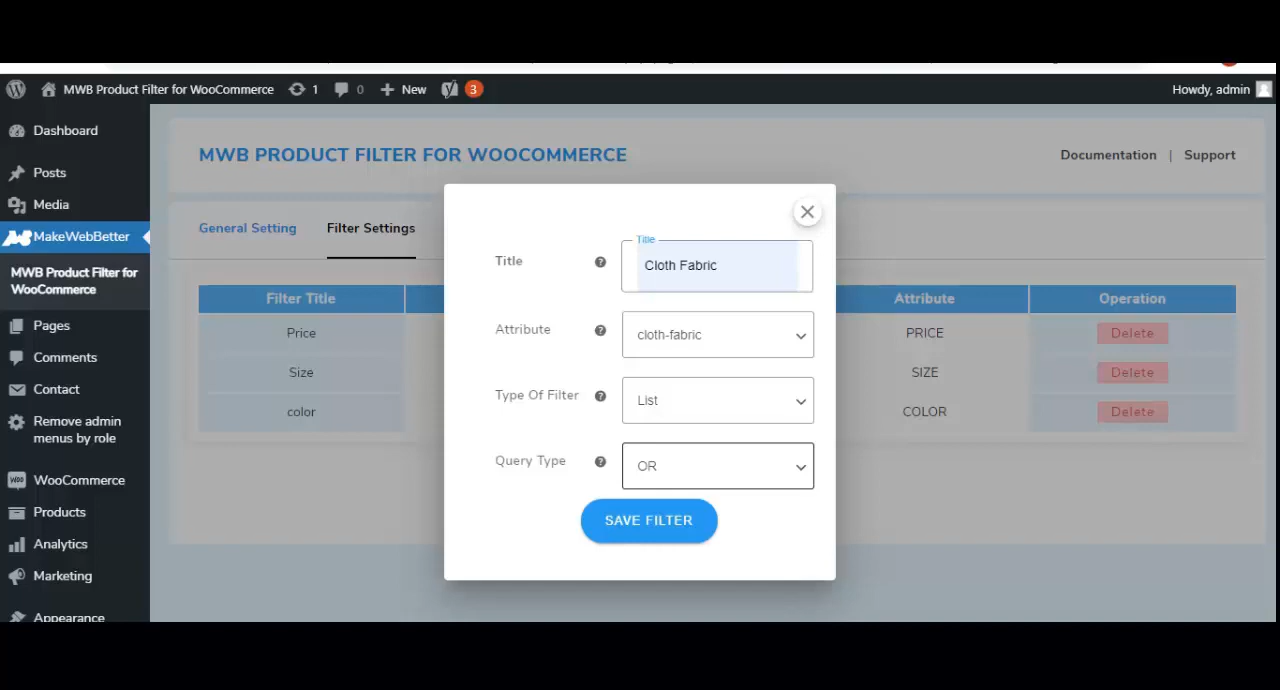 MWB Product Filter for WooCommerce 1 0 New 3 Howdy, admin
Dashboard
Posts
Media
MakeWebBetter
MWB Product Filter for
WooCommerce
Pages
Comments
Contact
Remove admin
menus by role
WooCommerce
Products
Analytics
Marketing
Appearance
MWB PRODUCT FILTER FOR WOOCOMMERCE
Documentation | Support
General Setting Filter Settings
Filter Title Attribute Operation
Price PRICE Delete
Size SIZE Delete
color COLOR Delete
Title
Title Cloth Fabric
Attribute cloth-fabric
Type Of Filter List
Query Type OR
SAVE FILTER